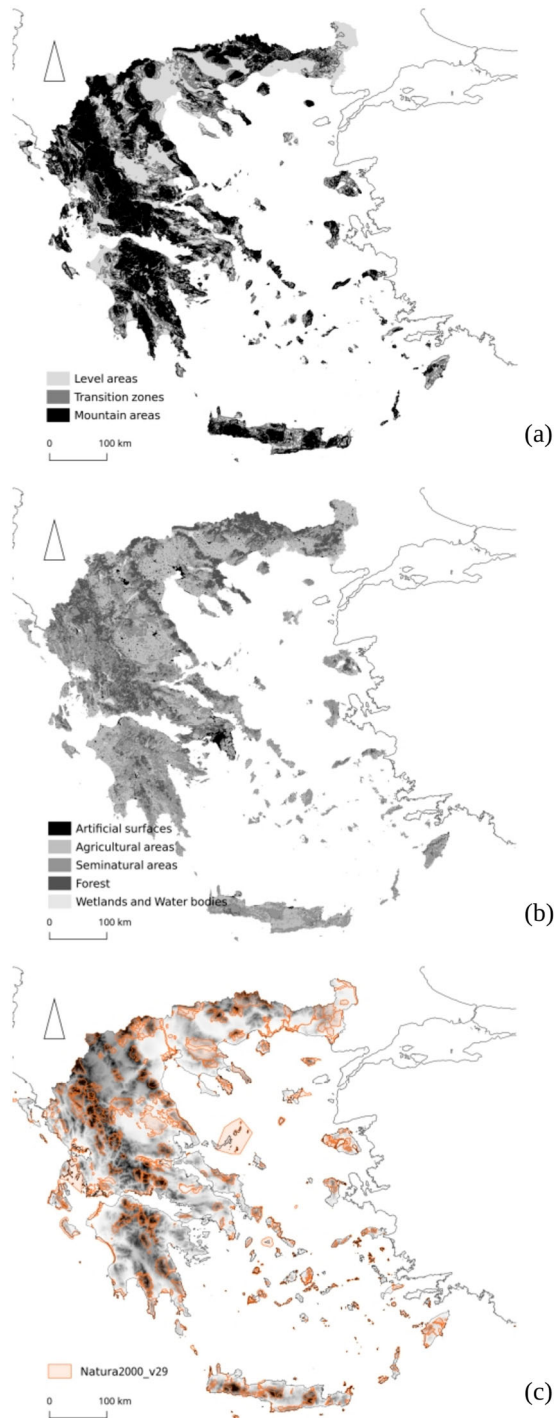 Level areas
Transition zones
Mountain areas
0 100 km
(a)
Artificial surfaces
Agricultural areas
Seminatural areas
Forest
Wetlands and Water bodies
0 100 km
(b)
Natura2000_v29
0 100 km
(c)